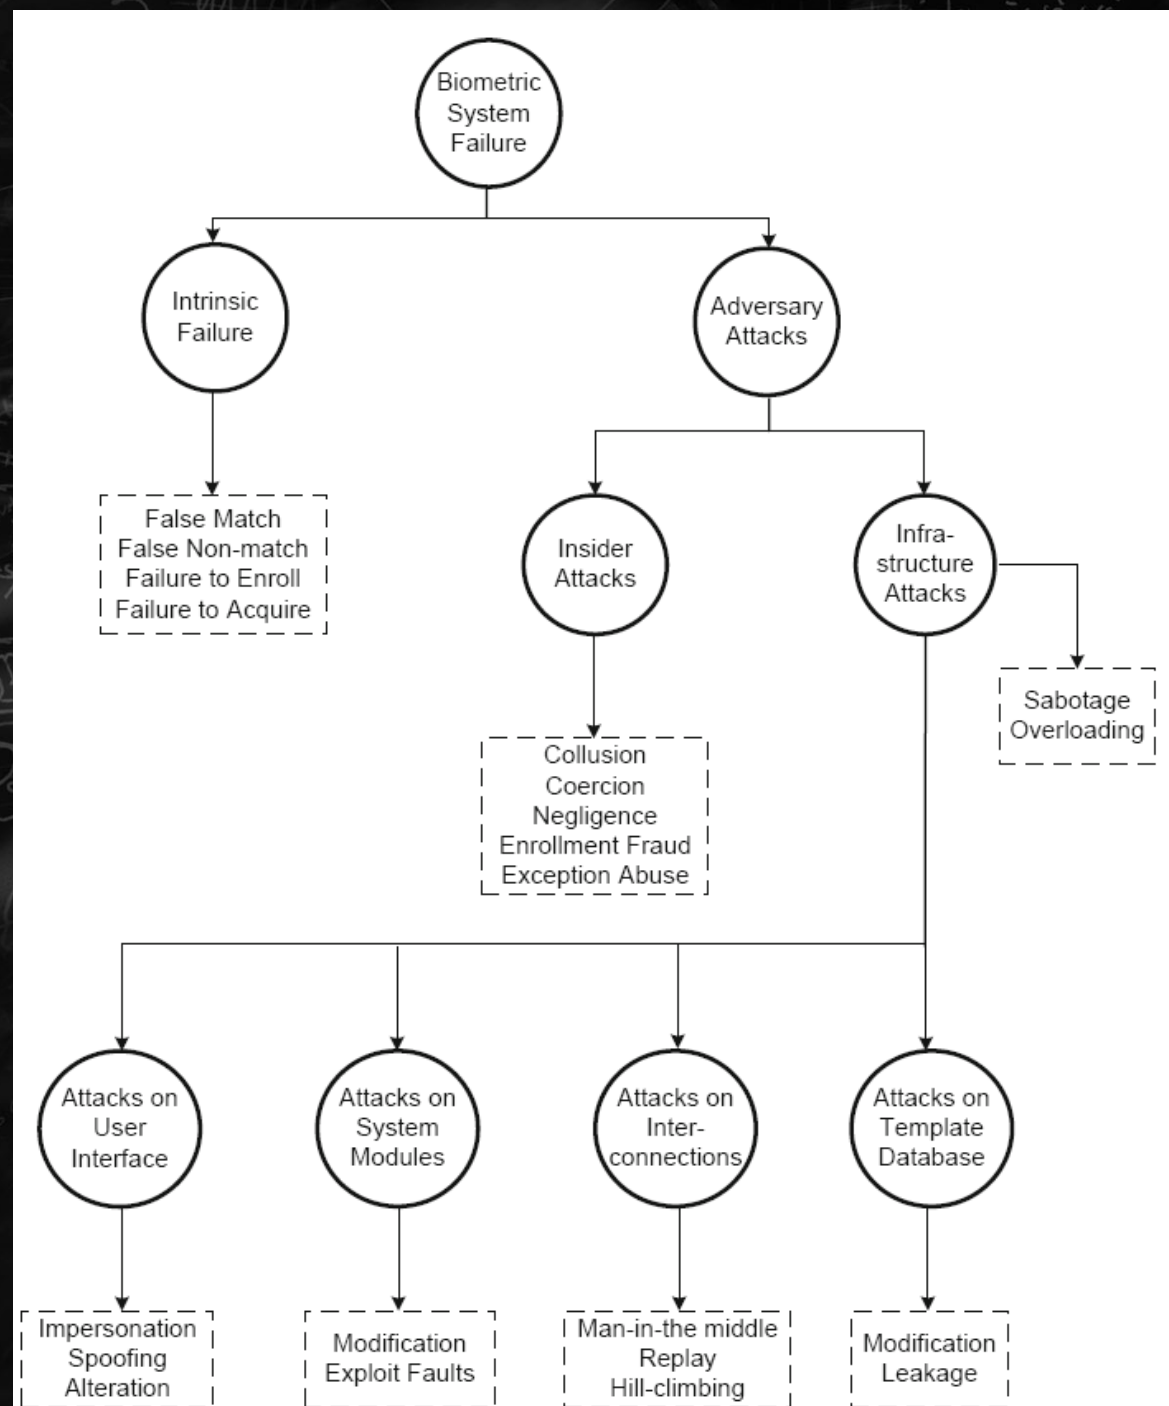 Biometric
System
Failure
Intrinsic
Failure
Adversary
Attacks
False Match
False Non-match
Failure to Enroll
Failure to Acquire
Insider
Attacks
Infra-
structure
Attacks
Sabotage
Overloading
Collusion
Coercion
Negligence
Enrollment Fraud
Exception Abuse
Attacks on
User
Interface
Attacks on
System
Modules
Attacks on
Inter-
connections
Attacks on
Template
Database
Impersonation
Spoofing
Alteration
Modification
Exploit Faults
Man-in-the middle
Replay
Hill-climbing
Modification
Leakage